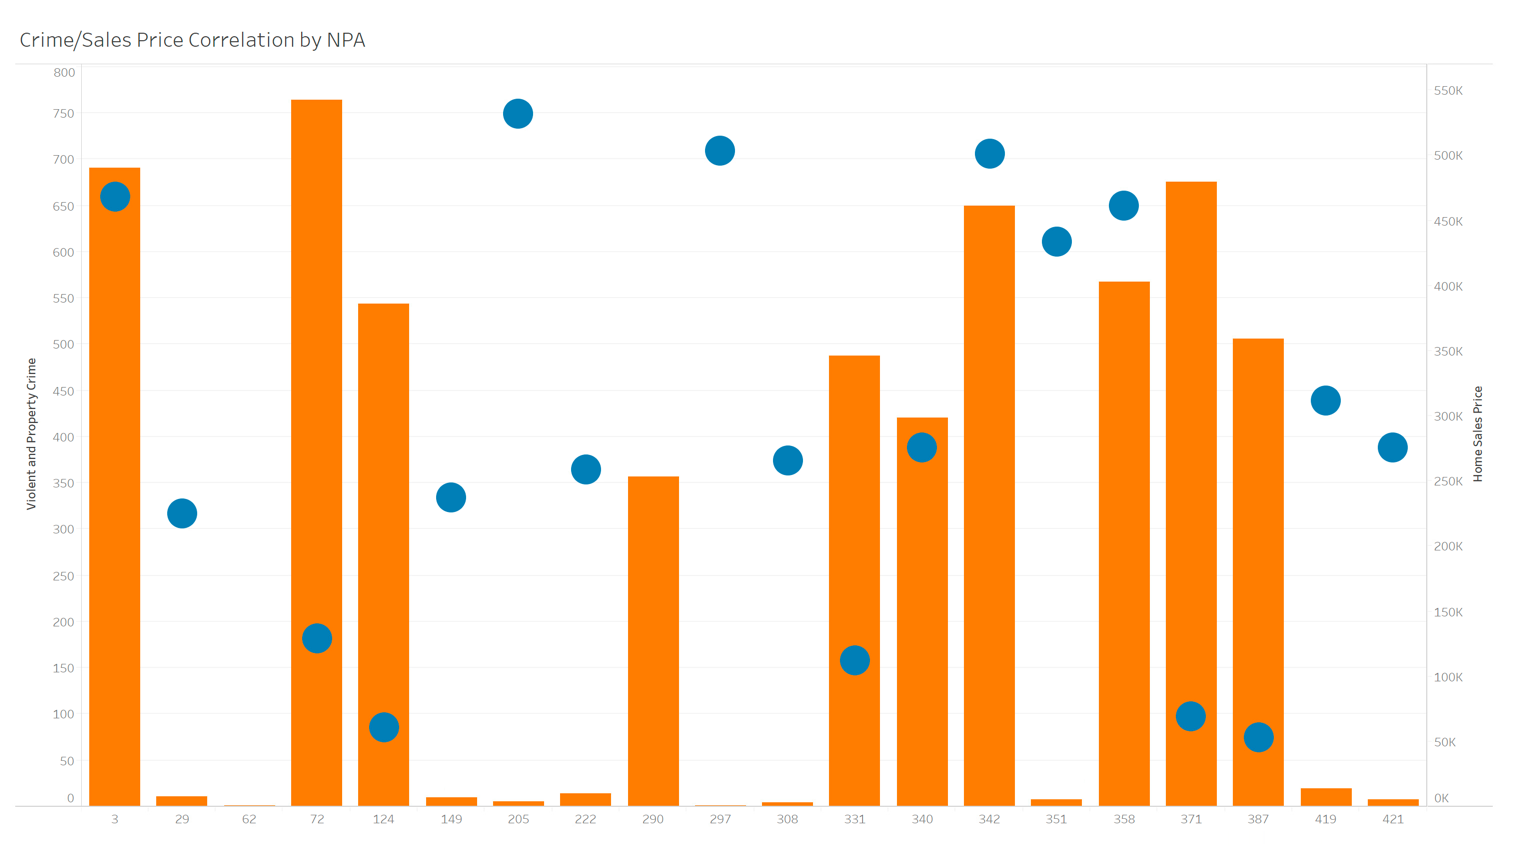 Crime/Sales Price Correlation by NPA
800
750
700
650
600
550
500
450
400
350
300
250
200
150
100
50
0
Violent and Property Crime
550K
500K
450K
400K
350K
300K
250K
200K
150K
100K
50K
0K
Home Sales Price
3 29 62 72 124 149 205 222 290 297 308 331 340 342 351 358 371 387 419 421